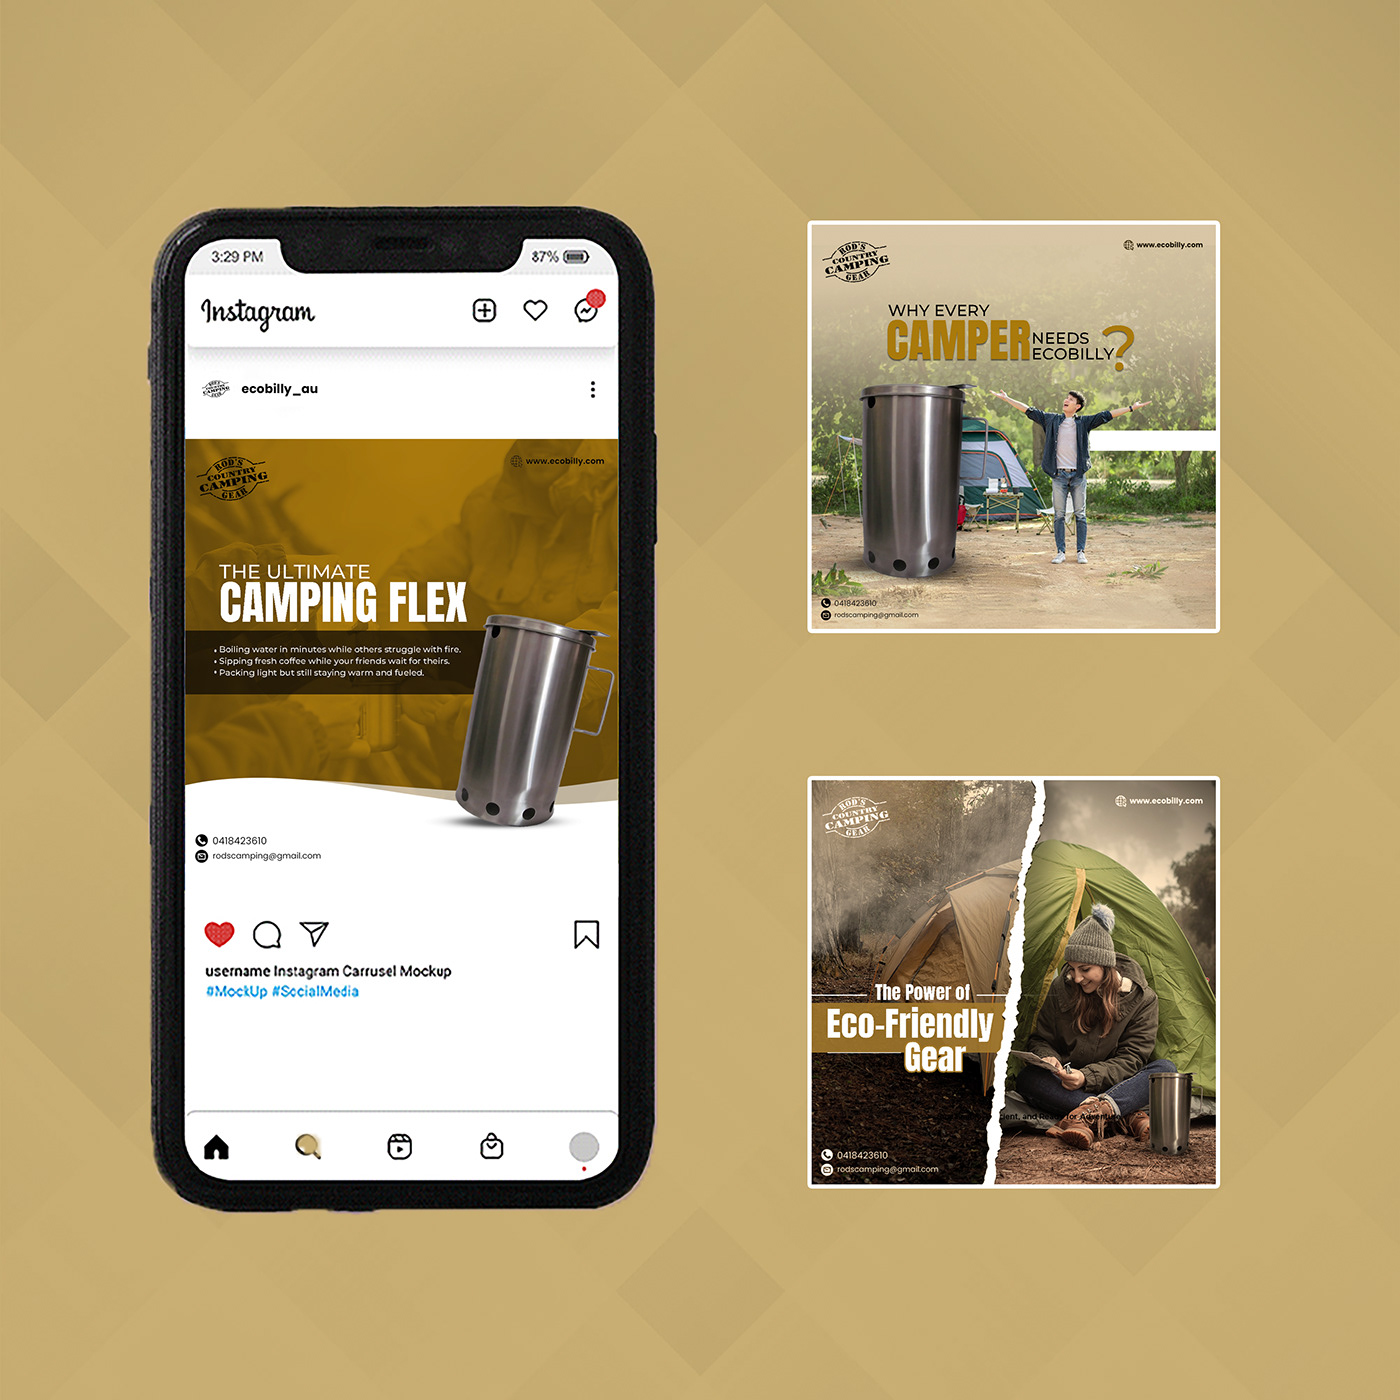 3:29 PM
87%
Instagram
ecobilly_au
ROD'S
COUNTRY
CAMPING
GEAR
www.ecobilly.com
THE ULTIMATE
CAMPING FLEX
• Boiling water in minutes while others struggle with fire.
• Sipping fresh coffee while your friends wait for theirs.
• Packing light but still staying warm and fueled.
0418423610
rodscamping@gmail.com
username Instagram Carrusel Mockup
#MockUp #SocialMedia
ROD'S
COUNTRY
CAMPING
GEAR
www.ecobilly.com
WHY EVERY
CAMPER NEEDS
ECOBILLY?
0418423610
rodscamping@gmail.com
ROD'S
COUNTRY
CAMPING
GEAR
www.ecobilly.com
The Power of
Eco-Friendly
Gear
and for
0418423610
rodscamping@gmail.com